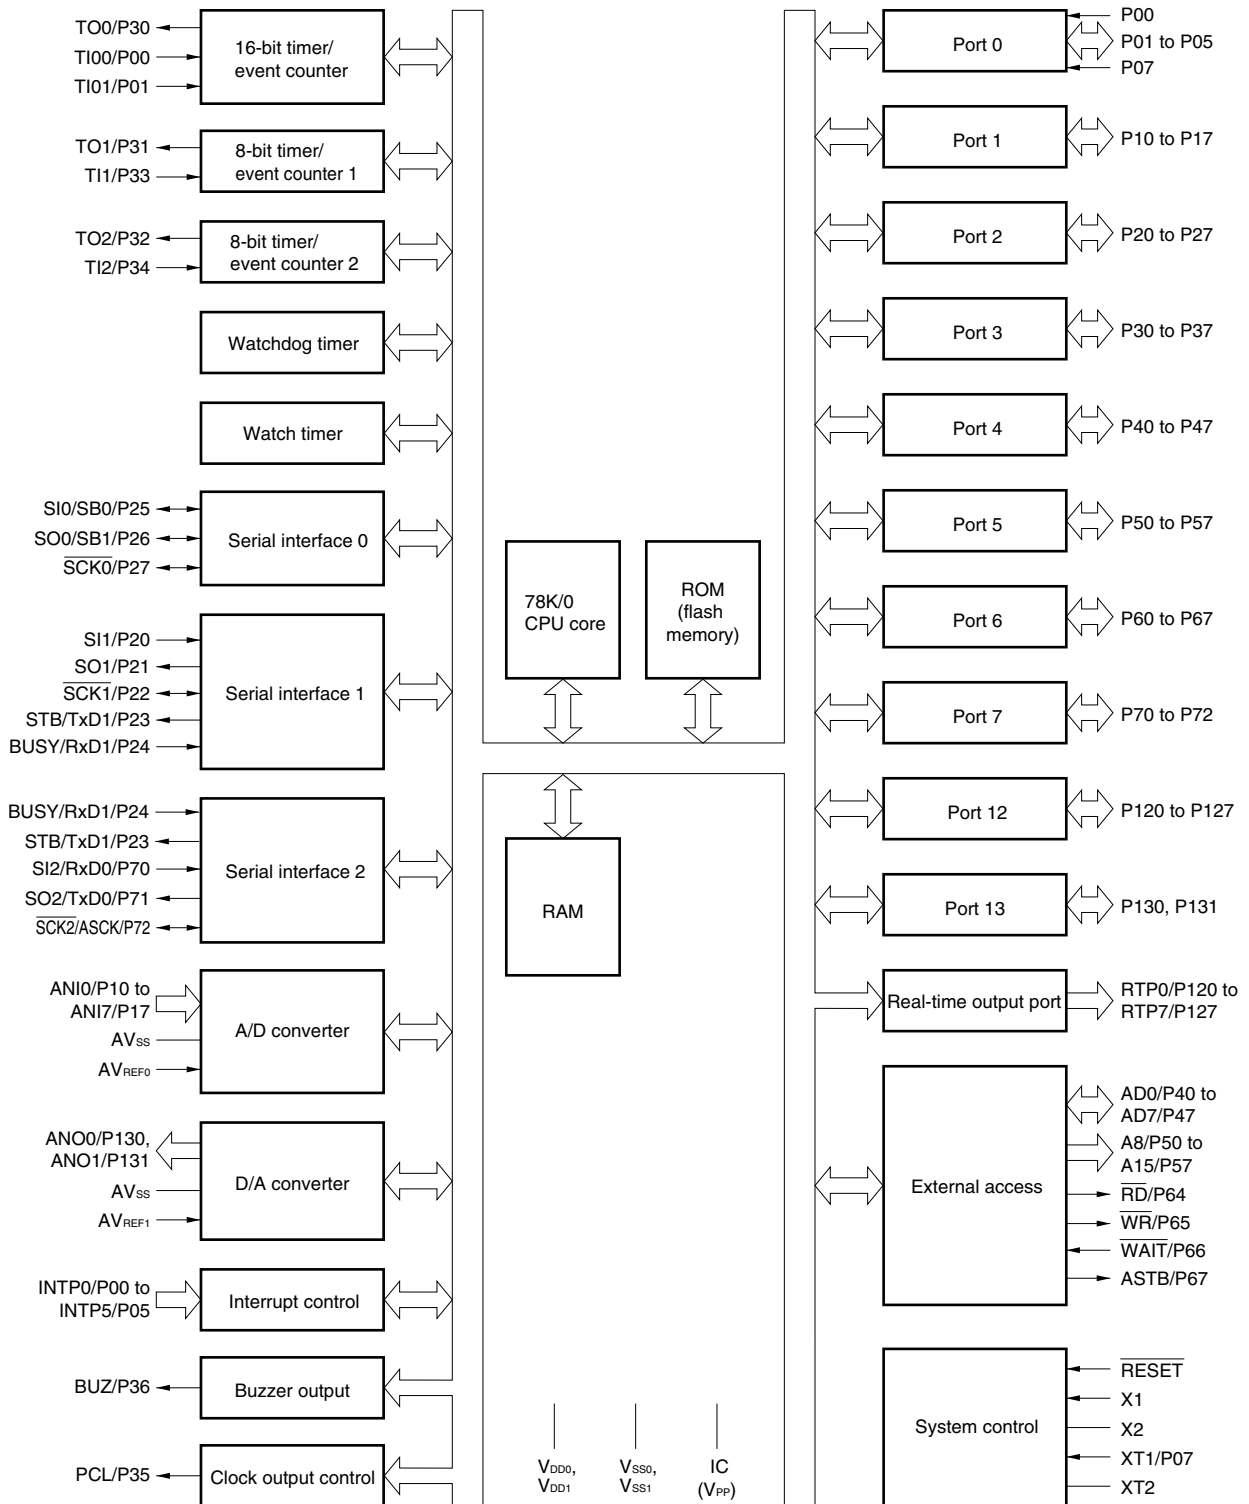 TO0/P30
TI00/P00
TI01/P01
16-bit timer/
event counter
TO1/P31
TI1/P33
8-bit timer/
event counter 1
TO2/P32
TI2/P34
8-bit timer/
event counter 2
Watchdog timer
Watch timer
SI0/SB0/P25
SO0/SB1/P26
S̅C̅K̅0̅/P27
Serial interface 0
SI1/P20
SO1/P21
S̅C̅K̅1̅/P22
STB/TxD1/P23
BUSY/RxD1/P24
Serial interface 1
BUSY/RxD1/P24
STB/TxD1/P23
SI2/RxD0/P70
SO2/TxD0/P71
S̅C̅K̅2̅/ASCK/P72
Serial interface 2
ANI0/P10 to
ANI7/P17
AVSS
AVREF0
A/D converter
ANO0/P130,
ANO1/P131
AVSS
AVREF1
D/A converter
INTP0/P00 to
INTP5/P05
Interrupt control
BUZ/P36
Buzzer output
PCL/P35
Clock output control
78K/0
CPU core
ROM
(flash
memory)
RAM
VDD0,
VDD1
VSS0,
VSS1
IC
(VPP)
Port 0
P00
P01 to P05
P07
Port 1
P10 to P17
Port 2
P20 to P27
Port 3
P30 to P37
Port 4
P40 to P47
Port 5
P50 to P57
Port 6
P60 to P67
Port 7
P70 to P72
Port 12
P120 to P127
Port 13
P130, P131
Real-time output port
RTP0/P120 to
RTP7/P127
External access
AD0/P40 to
AD7/P47
A8/P50 to
A15/P57
R̅D̅/P64
W̅R̅/P65
W̅A̅I̅T̅/P66
ASTB/P67
System control
R̅E̅S̅E̅T̅
X1
X2
XT1/P07
XT2